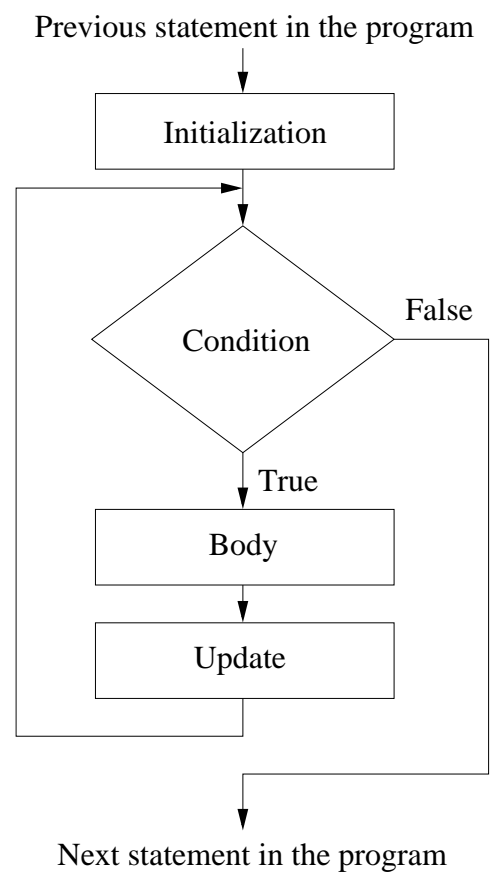 Previous statement in the program
Initialization
False
Condition
True
Body
Update
Next statement in the program